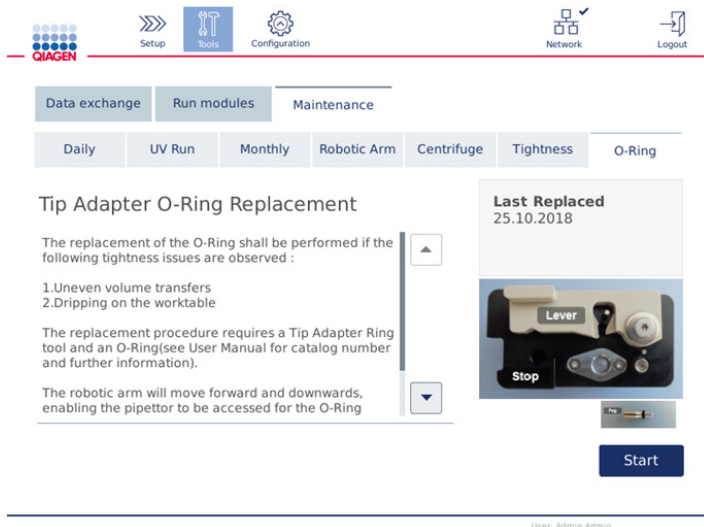 QIAGEN
Setup
Tools
Configuration
Network
Logout
Data exchange
Run modules
Maintenance
Daily
UV Run
Monthly
Robotic Arm
Centrifuge
Tightness
O-Ring
Tip Adapter O-Ring Replacement
The replacement of the O-Ring shall be performed if the
following tightness issues are observed :
1.Uneven volume transfers
2.Dripping on the worktable
The replacement procedure requires a Tip Adapter Ring
tool and an O-Ring(see User Manual for catalog number
and further information).
The robotic arm will move forward and downwards,
enabling the pipettor to be accessed for the O-Ring
Last Replaced
25.10.2018
Lever
Stop
Peg
Start
User: Admin Admin